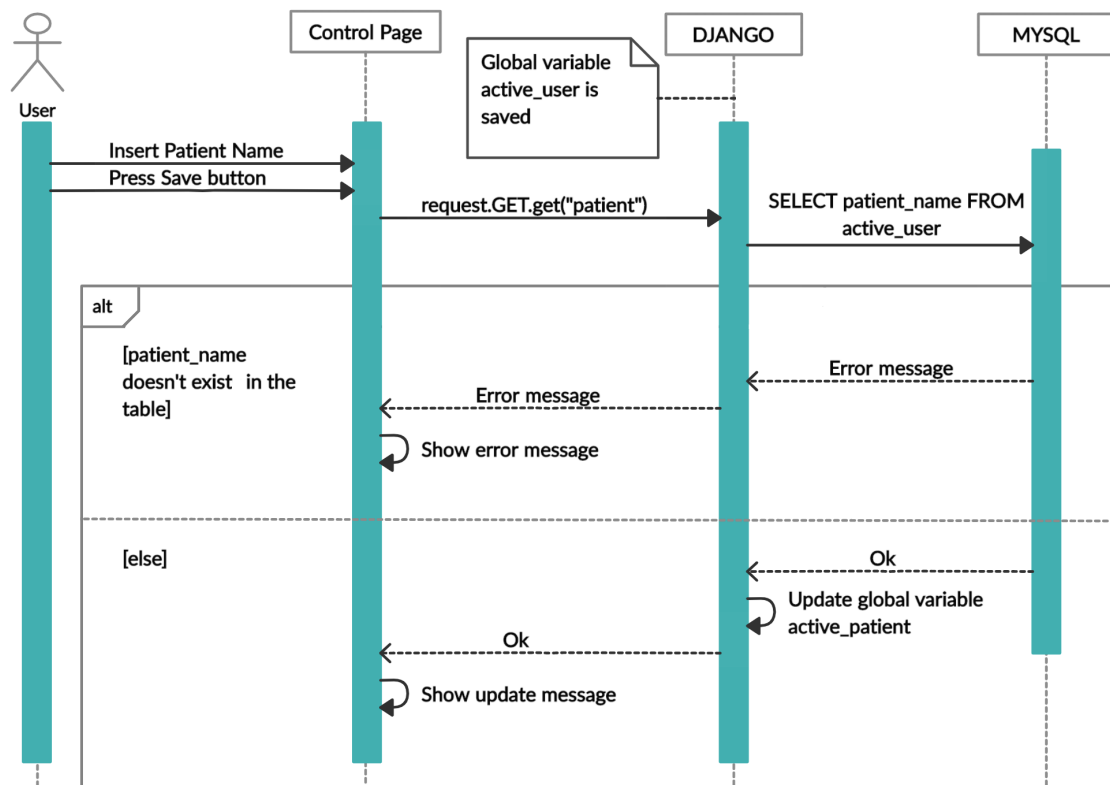 Control Page
DJANGO
MYSQL
Global variable
active_user is
saved
User
Insert Patient Name
Press Save button
request.GET.get("patient")
SELECT patient_name FROM
active_user
alt
[patient_name
doesn't exist in the
table]
Error message
Error message
Show error message
[else]
Ok
Update global variable
active_patient
Ok
Show update message